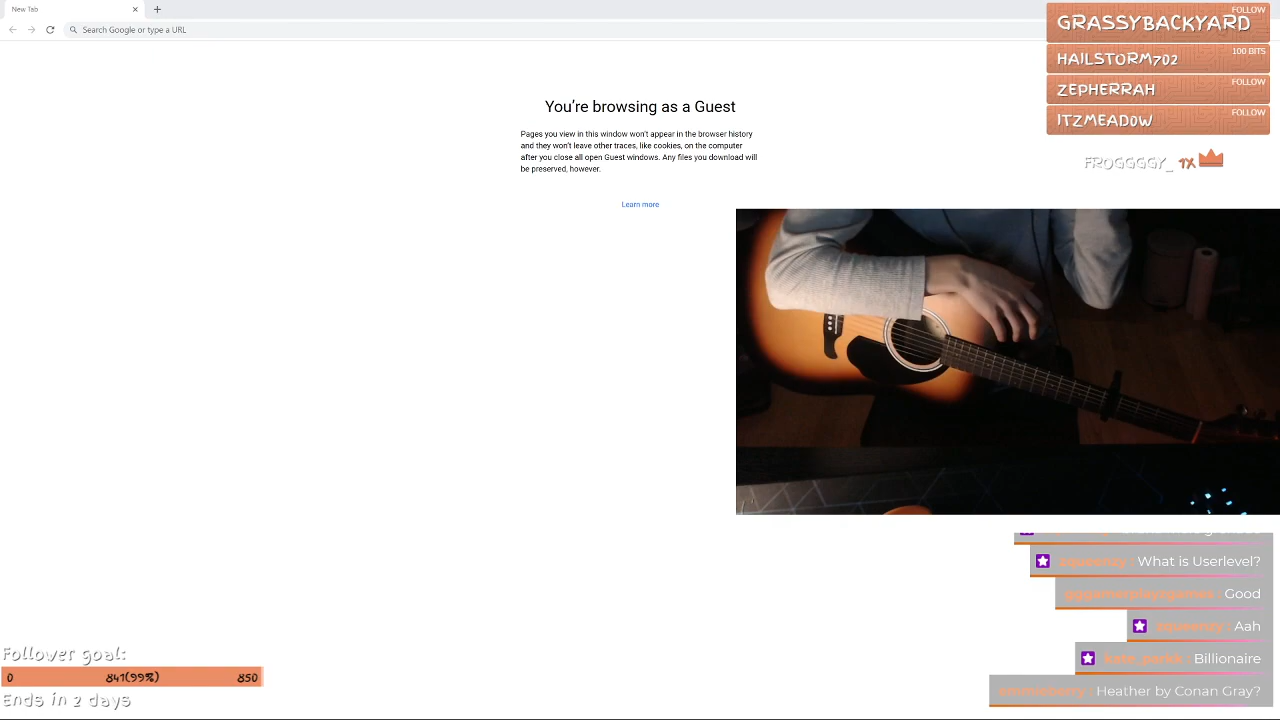 New Tab
Search Google or type a URL
FOLLOW
GRASSYBACKYARD
100 BITS
HAILSTORM702
FOLLOW
ZEPHERRAH
FOLLOW
ITZMEADOW
FROGGGGY_ 1X
You're browsing as a Guest
Pages you view in this window won't appear in the browser history
and they won't leave other traces, like cookies, on the computer
after you close all open Guest windows. Any files you download will
be preserved, however.
Learn more
What is Userlevel?
: Good
: Aah
: Billionaire
: Heather by Conan Gray?
Follower goal:
0 841(99%) 850
Ends in 2 days